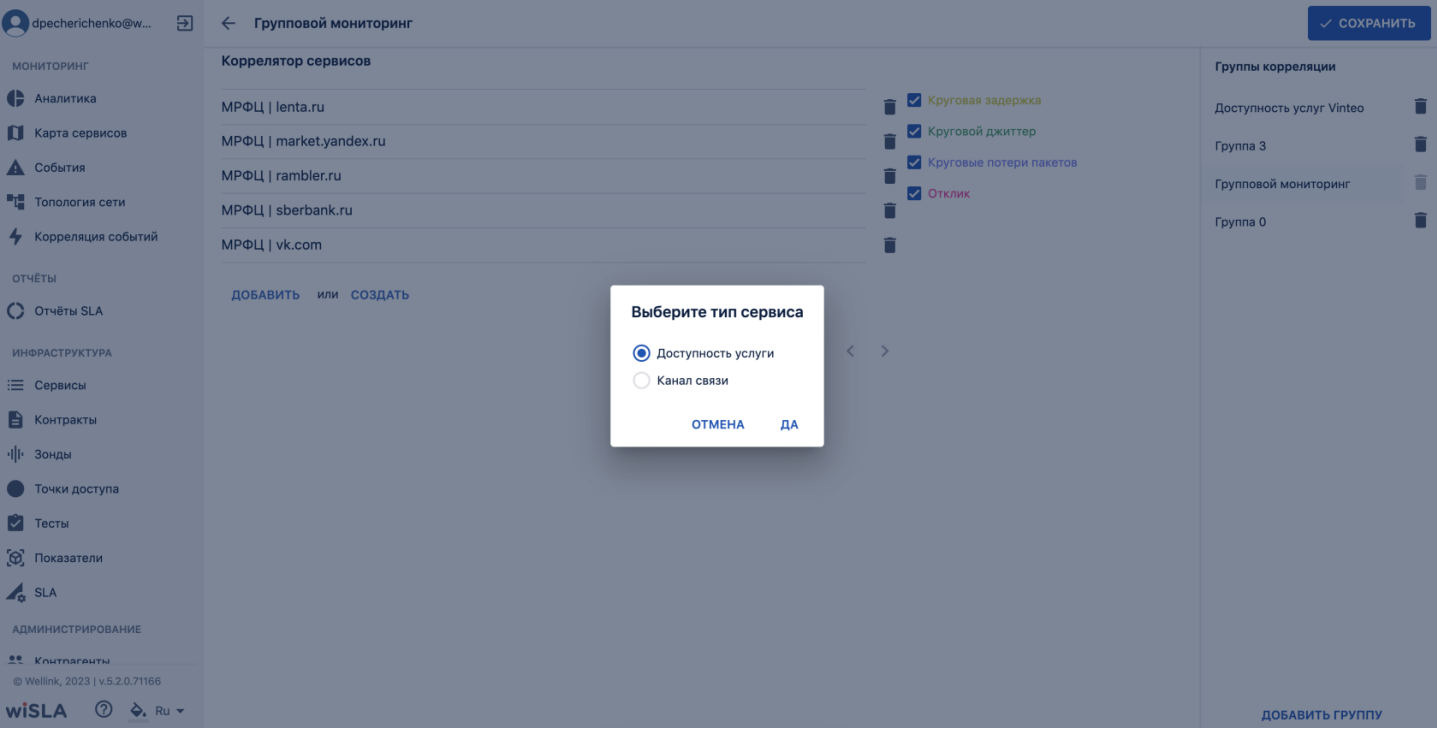 dpecherichenko@w...
МОНИТОРИНГ
Аналитика
Карта сервисов
События
Топология сети
Корреляция событий
ОТЧЁТЫ
Отчёты SLA
ИНФРАСТРУКТУРА
Сервисы
Контракты
Зонды
Точки доступа
Тесты
Показатели
SLA
АДМИНИСТРИРОВАНИЕ
Контрагенты
© Wellink, 2023 | v.5.2.0.71166
wiSLA
Ru
Групповой мониторинг
СОХРАНИТЬ
Коррелятор сервисов
МРФЦ | lenta.ru
МРФЦ | market.yandex.ru
МРФЦ | rambler.ru
МРФЦ | sberbank.ru
МРФЦ | vk.com
ДОБАВИТЬ или СОЗДАТЬ
Круговая задержка
Круговой джиттер
Круговые потери пакетов
Отклик
Выберите тип сервиса
Доступность услуги
Канал связи
ОТМЕНА ДА
Группы корреляции
Доступность услуг Vinteo
Группа 3
Групповой мониторинг
Группа 0
ДОБАВИТЬ ГРУППУ